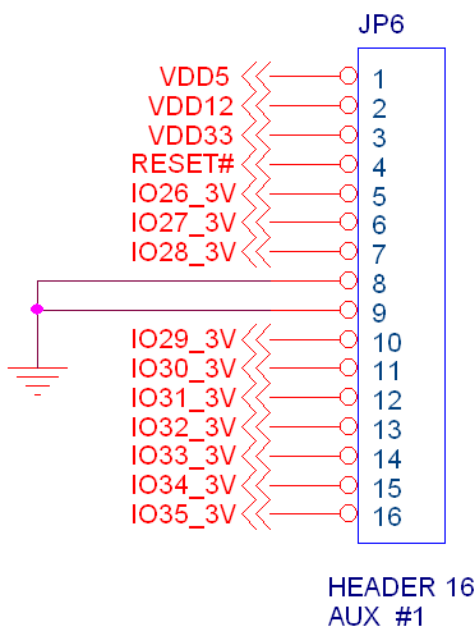 JP6
VDD5 1
VDD12 2
VDD33 3
RESET# 4
IO26_3V 5
IO27_3V 6
IO28_3V 7
8
9
IO29_3V 10
IO30_3V 11
IO31_3V 12
IO32_3V 13
IO33_3V 14
IO34_3V 15
IO35_3V 16
HEADER 16
AUX #1